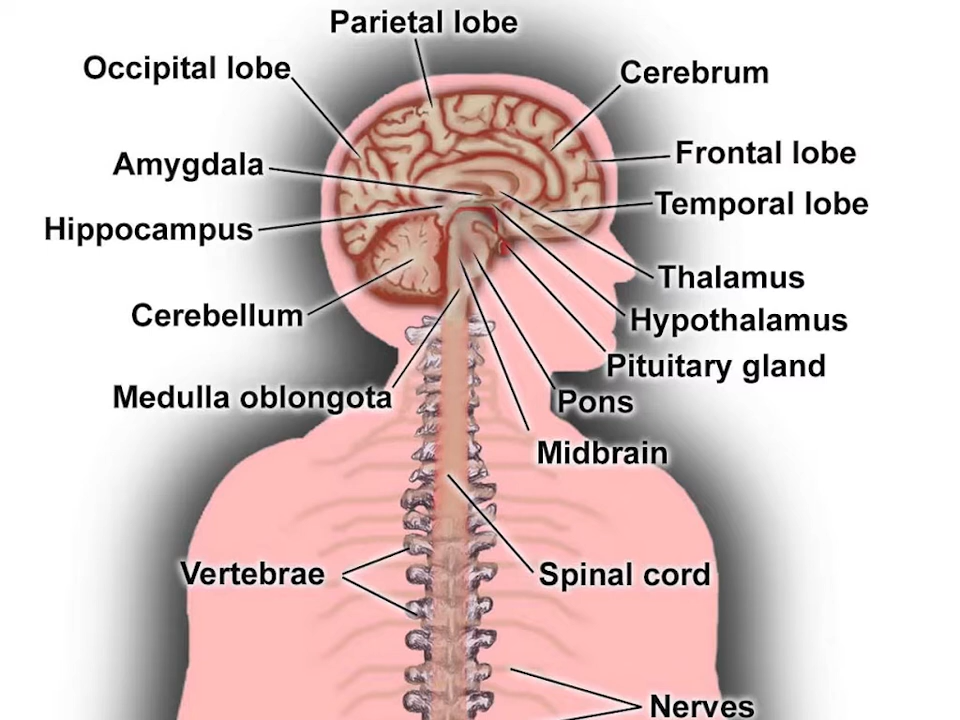 Parietal lobe
Occipital lobe
Cerebrum
Amygdala
Frontal lobe
Temporal lobe
Hippocampus
Thalamus
Cerebellum
Hypothalamus
Pituitary gland
Medulla oblongata
Pons
Midbrain
Vertebrae
Spinal cord
Nerves